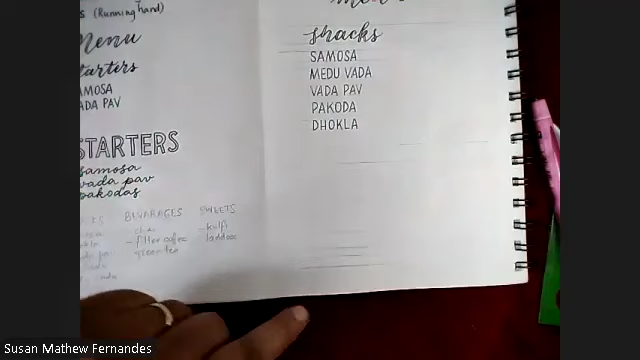 (Running hand)
Menu
starters
SAMOSA
VADA PAV
STARTERS
samosa
vada pav
pakodas
BEVARAGES
- filter coffee
green tea
SWEETS
- kulfi
laddoo
snacks
SAMOSA
MEDU VADA
VADA PAV
PAKODA
DHOKLA
Susan Mathew Fernandes